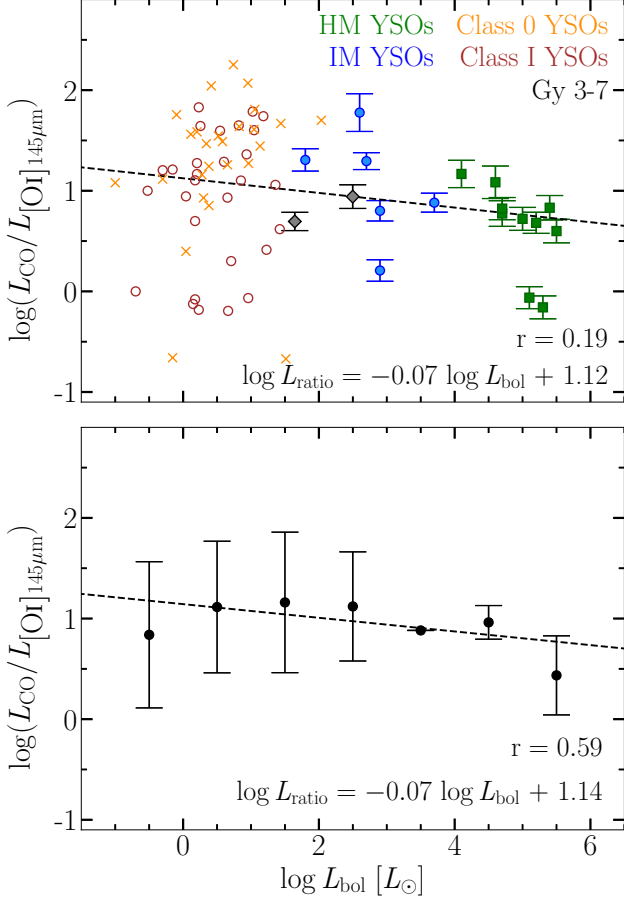 HM YSOs Class 0 YSOs
IM YSOs Class I YSOs
Gy 3-7
2
1
0
-1
log(L_CO/L_[OI]145μm)
r = 0.19
log L_ratio = −0.07 log L_bol + 1.12
2
1
0
-1
log(L_CO/L_[OI]145μm)
r = 0.59
log L_ratio = −0.07 log L_bol + 1.14
0 2 4 6
log L_bol [L_⊙]